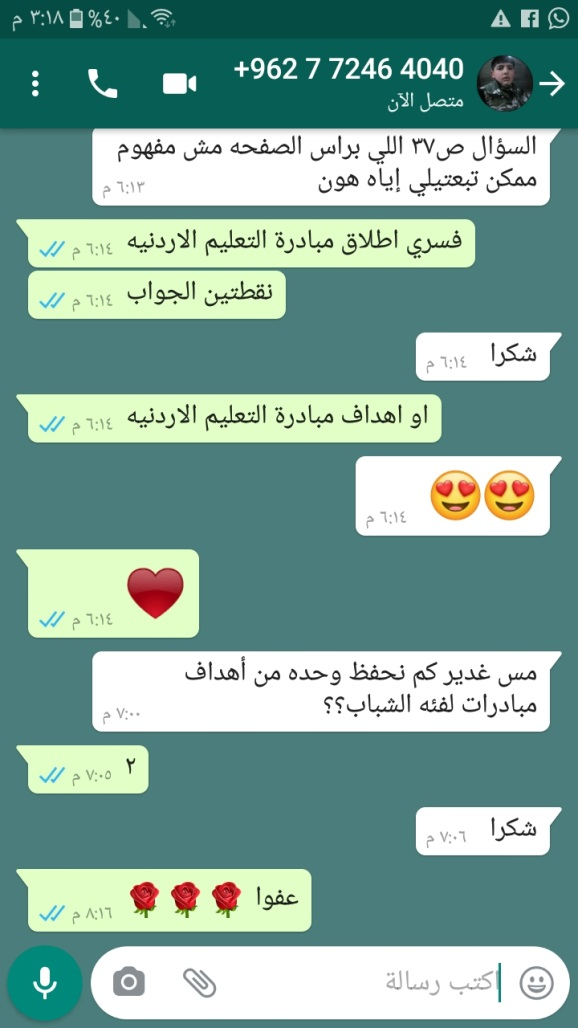 ٣:١٨ م
%٤٠
+962 7 7246 4040
متصل الآن
السؤال ص٣٧ اللي براس الصفحه مش مفهوم
ممكن تبعتيلي إياه هون
٦:١٣ م
فسري اطلاق مبادرة التعليم الاردنيه
٦:١٤ م
نقطتين الجواب
٦:١٤ م
شكرا
٦:١٤ م
او اهداف مبادرة التعليم الاردنيه
٦:١٤ م
٦:١٤ م
٦:١٤ م
مس غدير كم نحفظ وحده من أهداف
مبادرات لفئه الشباب؟؟
٧:٠٠ م
٢
٧:٠٥ م
شكرا
٧:٠٦ م
عفوا
٨:١٦ م
اكتب رسالة